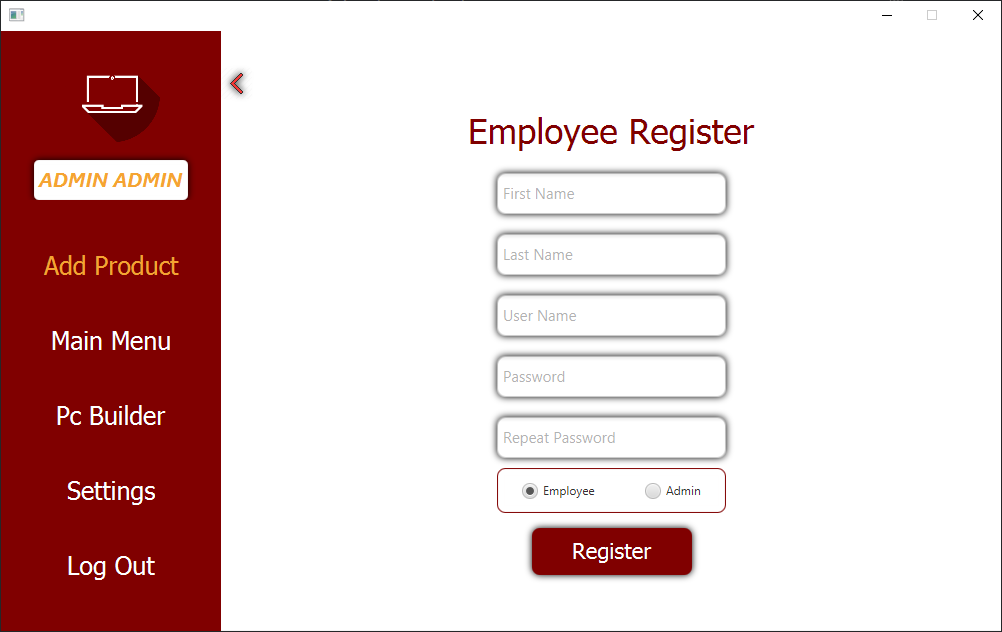 ADMIN ADMIN
Add Product
Main Menu
Pc Builder
Settings
Log Out
Employee Register
First Name
Last Name
User Name
Password
Repeat Password
Employee Admin
Register